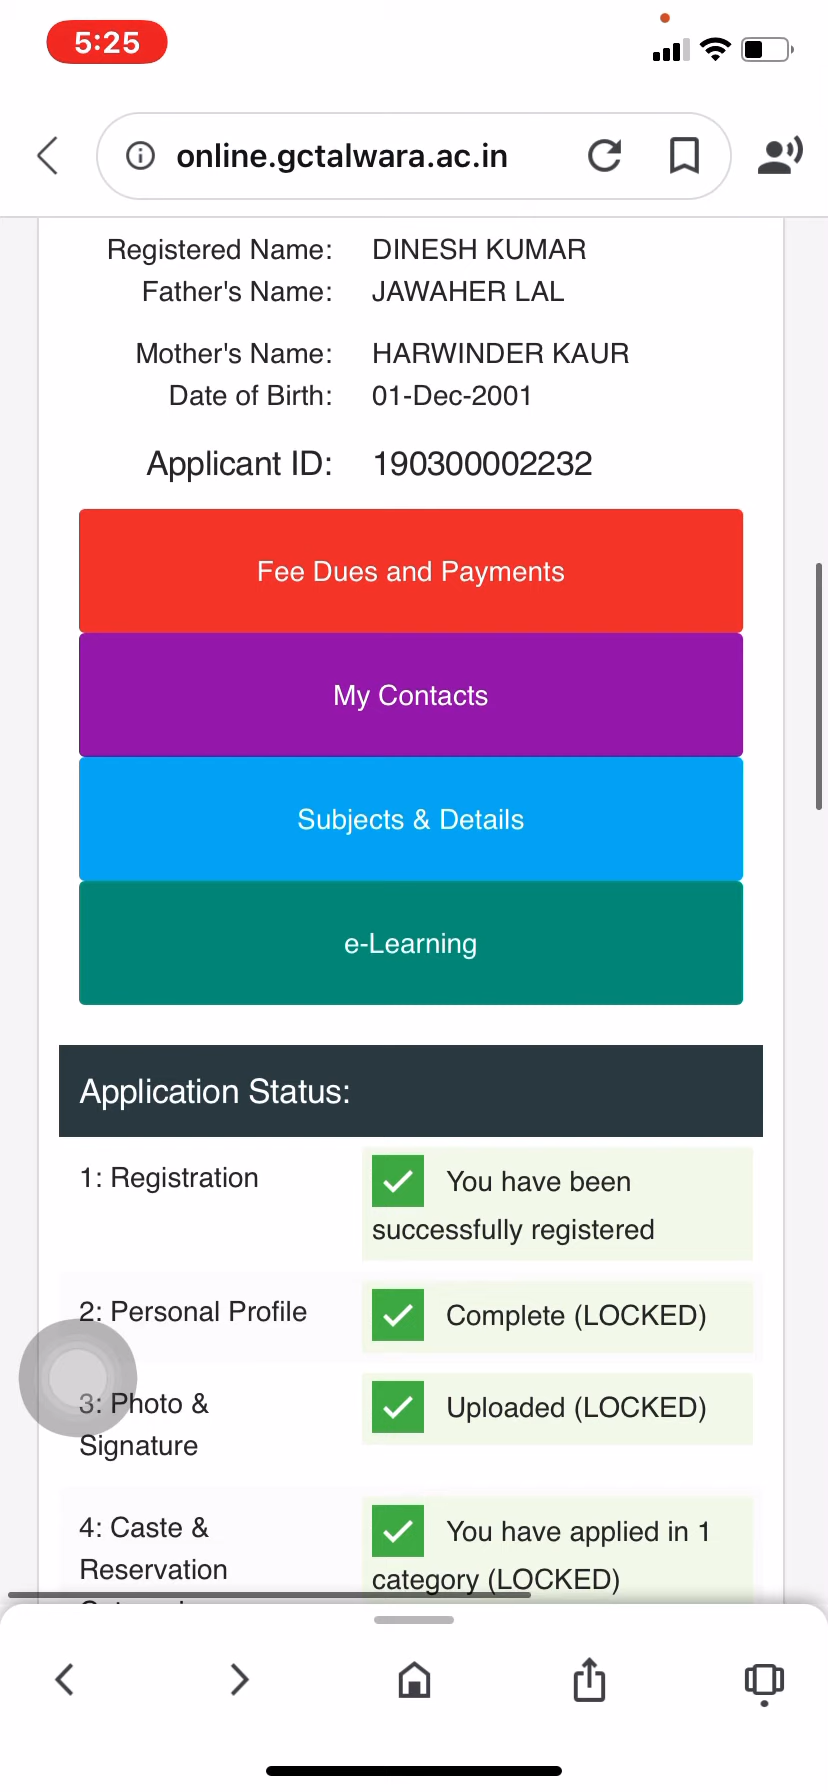 5:25
online.gctalwara.ac.in
Registered Name: DINESH KUMAR
Father's Name: JAWAHER LAL
Mother's Name: HARWINDER KAUR
Date of Birth: 01-Dec-2001
Applicant ID: 190300002232
Fee Dues and Payments
My Contacts
Subjects & Details
e-Learning
Application Status:
1: Registration
You have been
successfully registered
2: Personal Profile
Complete (LOCKED)
3: Photo &
Signature
Uploaded (LOCKED)
4: Caste &
Reservation
You have applied in 1
category (LOCKED)